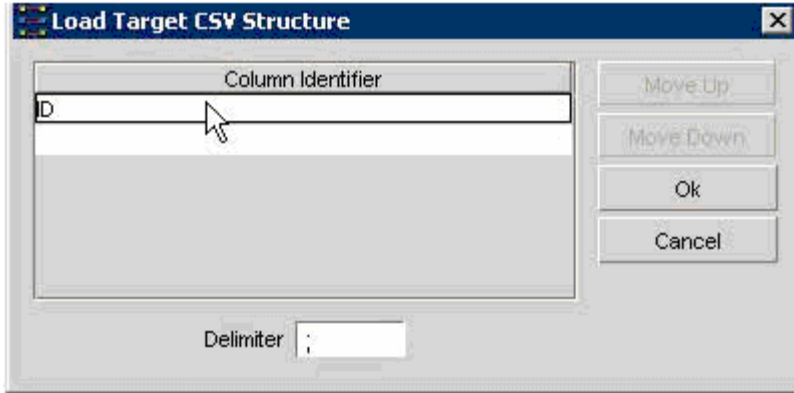 Load Target CSV Structure
Column Identifier
ID
Move Up
Move Down
Ok
Cancel
Delimiter ;